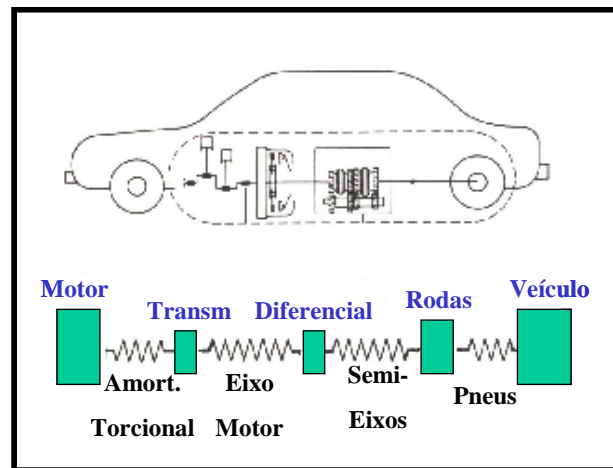 Motor
Transm
Diferencial
Rodas
Veículo
Amort.
Torcional
Eixo
Motor
Semi-
Eixos
Pneus